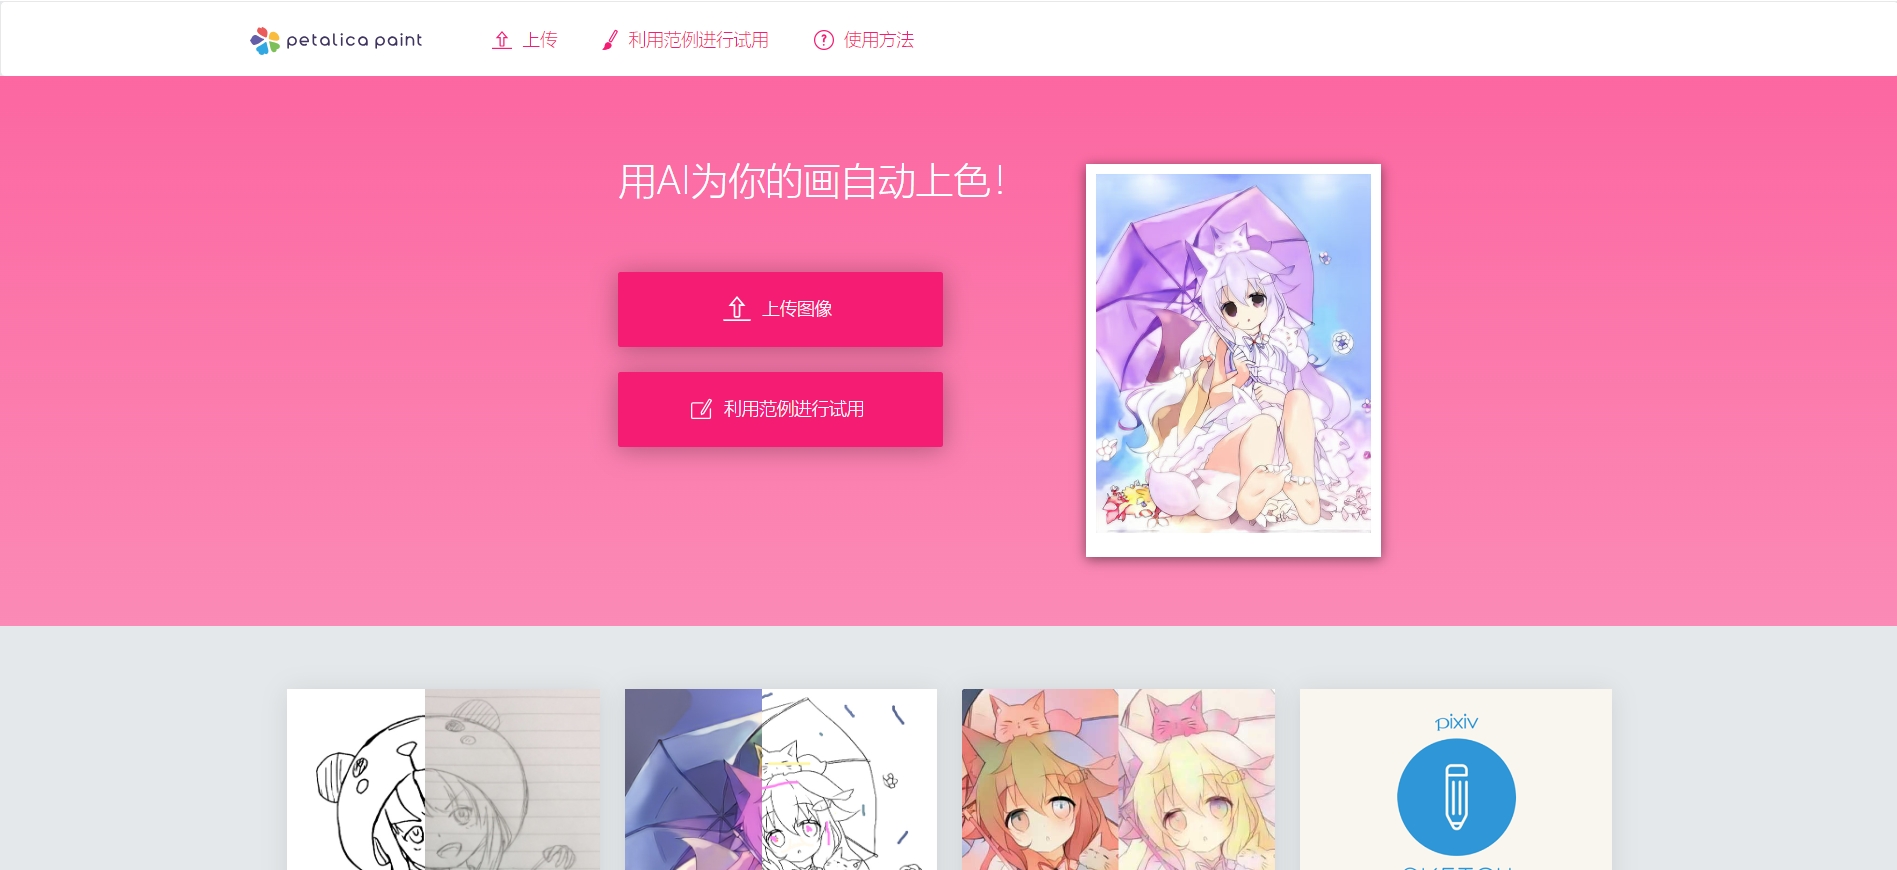 petalica paint
上传
利用范例进行试用
使用方法
用AI为你的画自动上色！
上传图像
利用范例进行试用
pixiv
SKETCH